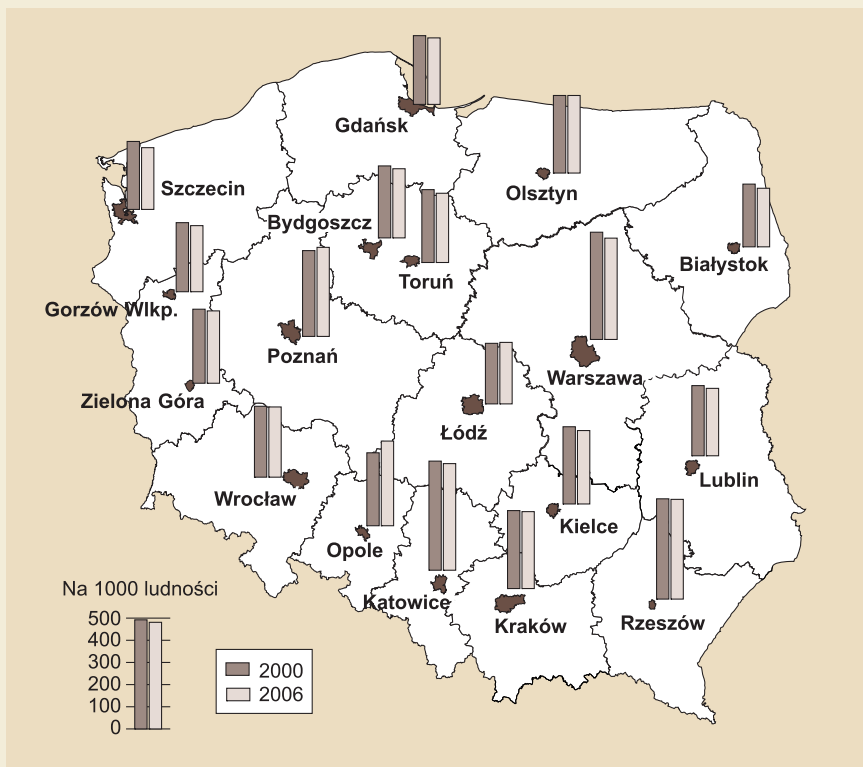 Gdańsk
Szczecin
Olsztyn
Bydgoszcz
Białystok
Toruń
Gorzów Wlkp.
Poznań
Warszawa
Zielona Góra
Łódź
Lublin
Wrocław
Kielce
Opole
Katowice
Kraków
Rzeszów
Na 1000 ludności
500
400
300
200
100
0
2000
2006